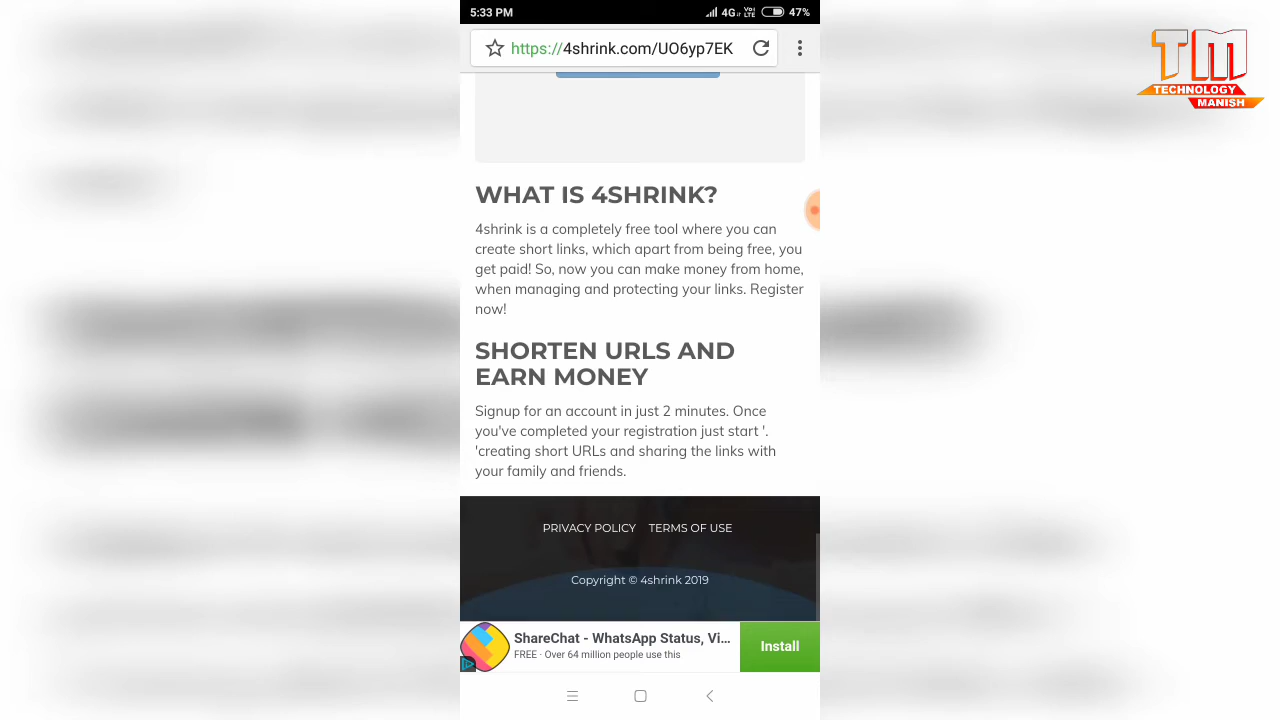 5:33 PM 4G VoLTE 47%
https://4shrink.com/UO6yp7EK
TM
TECHNOLOGY
MANISH
WHAT IS 4SHRINK?
4shrink is a completely free tool where you can
create short links, which apart from being free, you
get paid! So, now you can make money from home,
when managing and protecting your links. Register
now!
SHORTEN URLS AND
EARN MONEY
Signup for an account in just 2 minutes. Once
you've completed your registration just start '.
'creating short URLs and sharing the links with
your family and friends.
PRIVACY POLICY TERMS OF USE
Copyright © 4shrink 2019
ShareChat - WhatsApp Status, Vi...
FREE · Over 64 million people use this
Install